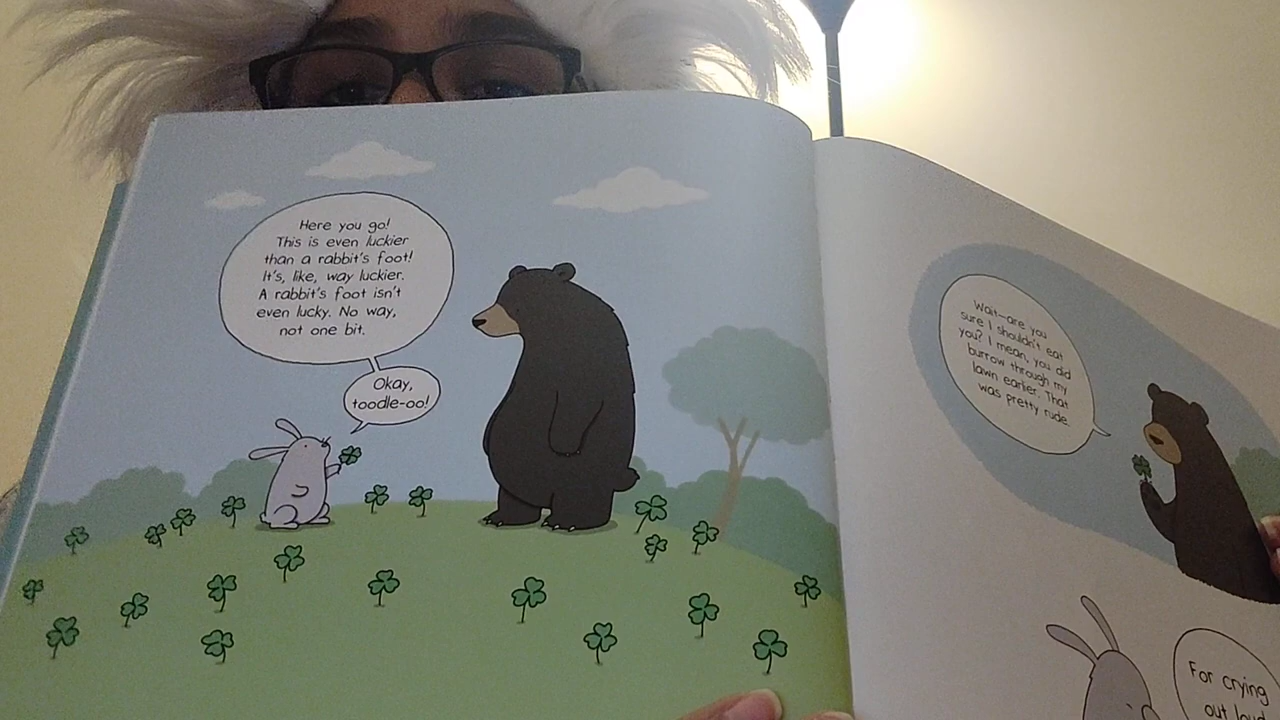 Here you go!
This is even luckier
than a rabbit's foot!
It's, like, way luckier.
A rabbit's foot isn't
even lucky. No way,
not one bit.
Okay,
toodle-oo!
Wait—are you
sure I shouldn't eat
you? I mean, you did
burrow through my
lawn earlier. That
was pretty rude.
For crying
out loud